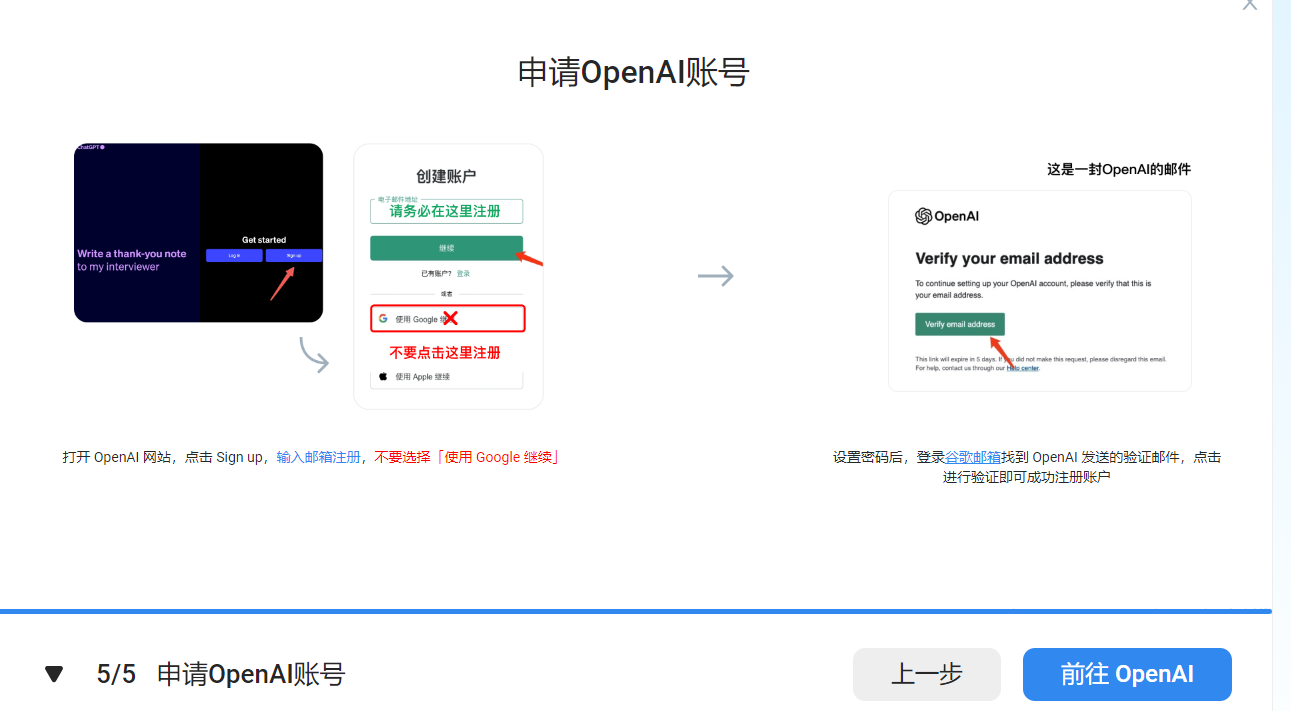 申请OpenAI账号
ChatGPT
Write a thank-you note
to my interviewer
Get started
Log in
Sign up
创建账户
电子邮件地址
请务必在这里注册
继续
已有账户? 登录
或者
使用 Google 继
不要点击这里注册
使用 Apple 继续
这是一封OpenAI的邮件
OpenAI
Verify your email address
To continue setting up your OpenAI account, please verify that this is
your email address.
Verify email address
This link will expire in 5 days. If you did not make this request, please disregard this email.
For help, contact us through our Help center.
打开 OpenAI 网站，点击 Sign up，输入邮箱注册，不要选择「使用 Google 继续」
设置密码后，登录谷歌邮箱找到 OpenAI 发送的验证邮件，点击
进行验证即可成功注册账户
5/5 申请OpenAI账号
上一步
前往 OpenAI